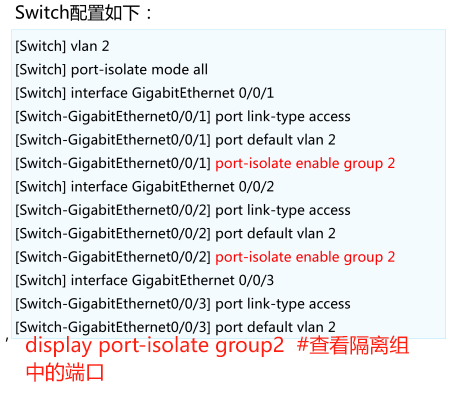 Switch配置如下：
[Switch] vlan 2
[Switch] port-isolate mode all
[Switch] interface GigabitEthernet 0/0/1
[Switch-GigabitEthernet0/0/1] port link-type access
[Switch-GigabitEthernet0/0/1] port default vlan 2
[Switch-GigabitEthernet0/0/1] port-isolate enable group 2
[Switch] interface GigabitEthernet 0/0/2
[Switch-GigabitEthernet0/0/2] port link-type access
[Switch-GigabitEthernet0/0/2] port default vlan 2
[Switch-GigabitEthernet0/0/2] port-isolate enable group 2
[Switch] interface GigabitEthernet 0/0/3
[Switch-GigabitEthernet0/0/3] port link-type access
[Switch-GigabitEthernet0/0/3] port default vlan 2
display port-isolate group2 #查看隔离组
中的端口